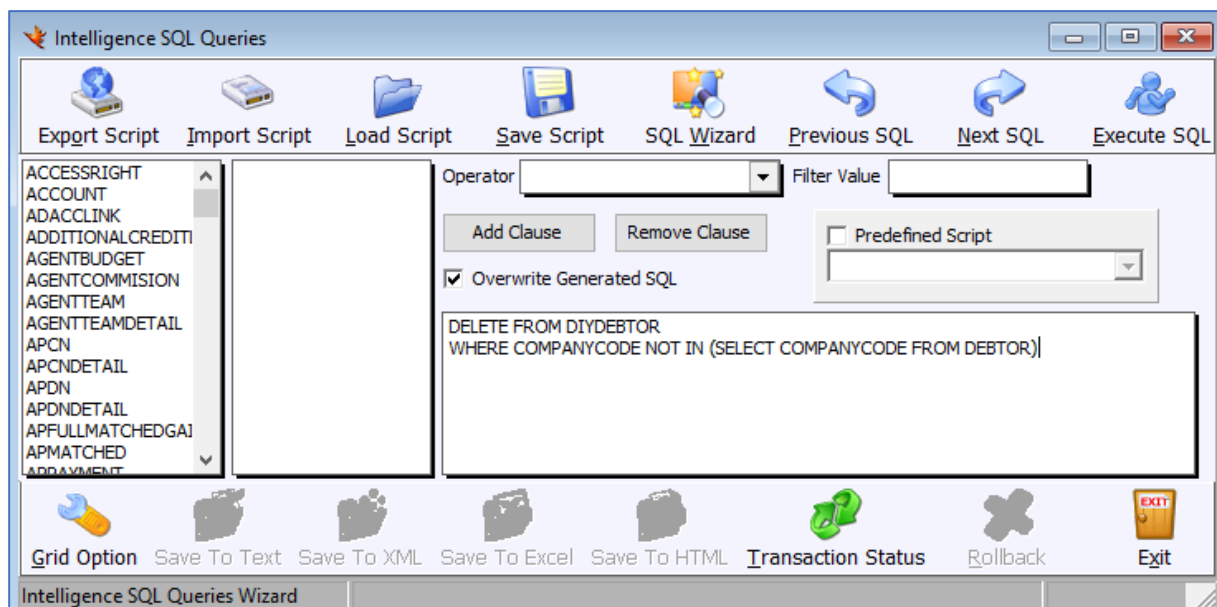 Intelligence SQL Queries
Export Script Import Script Load Script Save Script SQL Wizard Previous SQL Next SQL Execute SQL
ACCESSRIGHT
ACCOUNT
ADACCLINK
ADDITIONALCREDITI
AGENTBUDGET
AGENTCOMMISION
AGENTTEAM
AGENTTEAMDETAIL
APCN
APCNDETAIL
APDN
APDNDETAIL
APFULLMATCHEDGAI
APMATCHED
APPAYMENT
Operator Filter Value
Add Clause Remove Clause Predefined Script
Overwrite Generated SQL
DELETE FROM DIYDEBTOR
WHERE COMPANYCODE NOT IN (SELECT COMPANYCODE FROM DEBTOR)
EXIT
Grid Option Save To Text Save To XML Save To Excel Save To HTML Transaction Status Rollback Exit
Intelligence SQL Queries Wizard